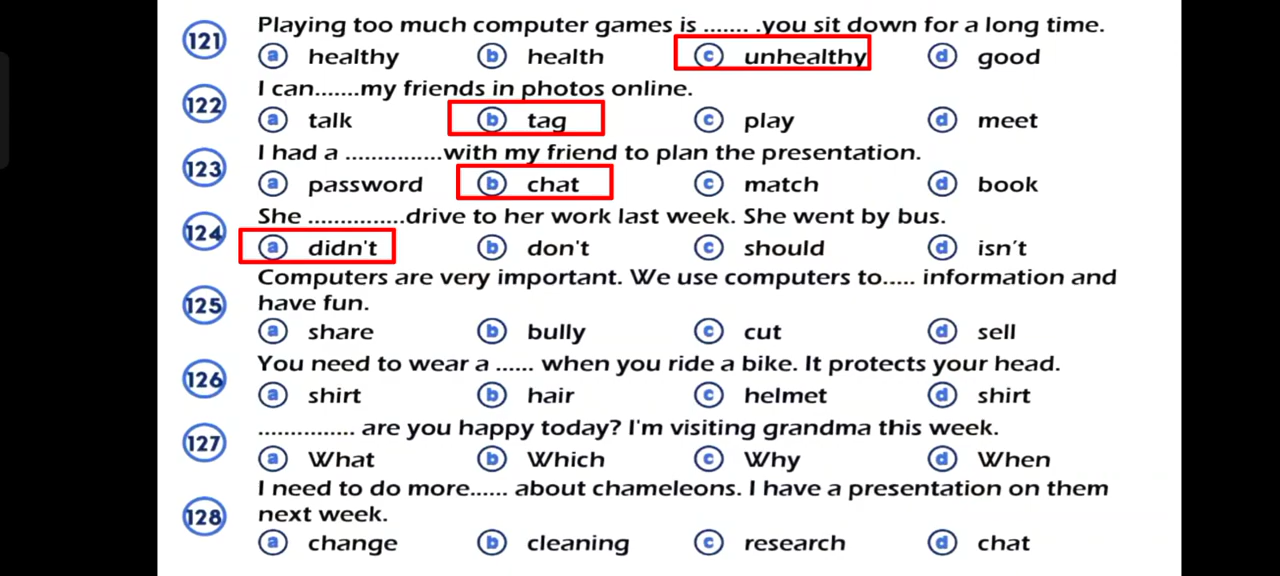 121 Playing too much computer games is ....... .you sit down for a long time.
a healthy b health c unhealthy d good
122 I can.......my friends in photos online.
a talk b tag c play d meet
123 I had a ...............with my friend to plan the presentation.
a password b chat c match d book
124 She ..............drive to her work last week. She went by bus.
a didn't b don't c should d isn't
125 Computers are very important. We use computers to..... information and
have fun.
a share b bully c cut d sell
126 You need to wear a ...... when you ride a bike. It protects your head.
a shirt b hair c helmet d shirt
127 ............... are you happy today? I'm visiting grandma this week.
a What b Which c Why d When
128 I need to do more...... about chameleons. I have a presentation on them
next week.
a change b cleaning c research d chat